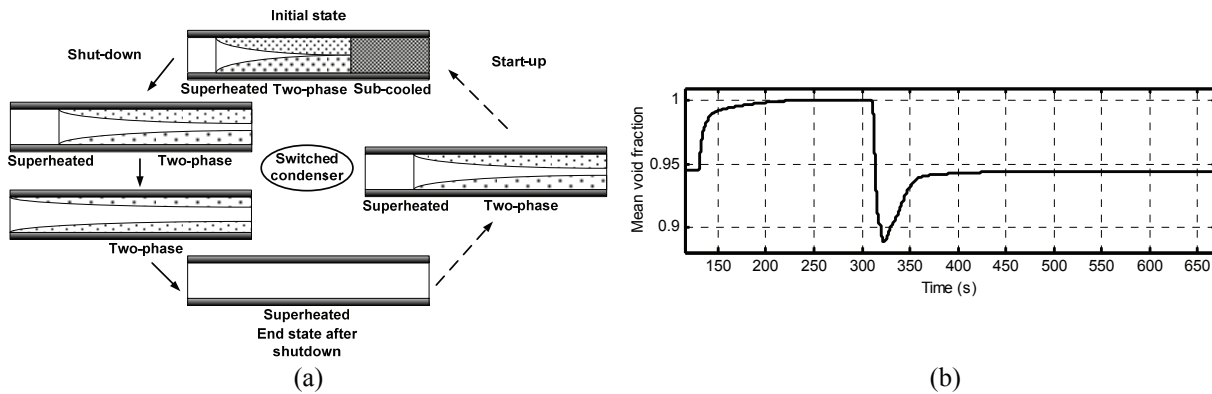 Initial state
Shut-down
Start-up
Superheated Two-phase Sub-cooled
Superheated Two-phase
Switched
condenser
Superheated Two-phase
Two-phase
Superheated
End state after
shutdown
(a)
Mean void fraction
1
0.95
0.9
150 200 250 300 350 400 450 500 550 600 650
Time (s)
(b)